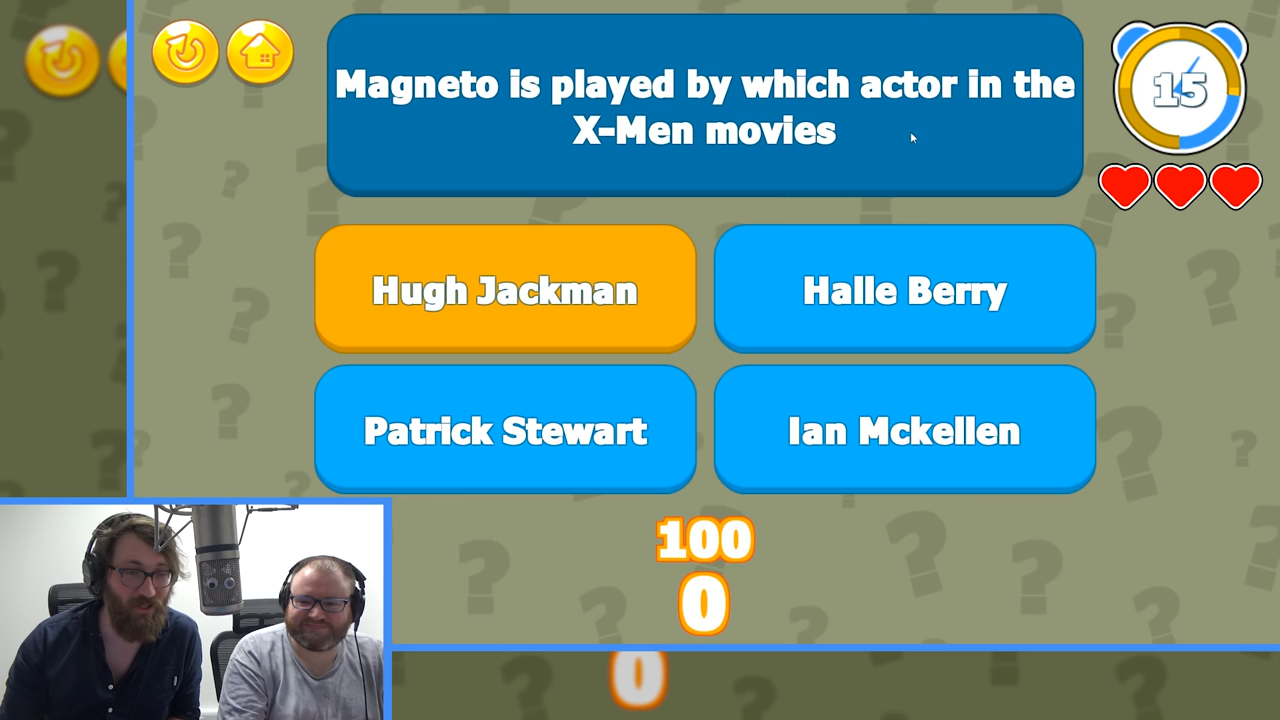 Magneto is played by which actor in the
X-Men movies
15
Hugh Jackman
Halle Berry
Patrick Stewart
Ian Mckellen
100
0
0